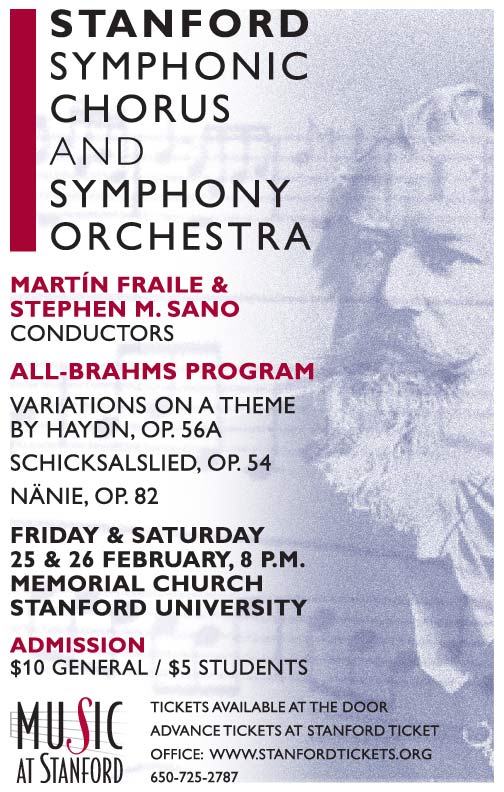 STANFORD
SYMPHONIC
CHORUS
AND
SYMPHONY
ORCHESTRA
MARTÍN FRAILE &
STEPHEN M. SANO
CONDUCTORS
ALL-BRAHMS PROGRAM
VARIATIONS ON A THEME
BY HAYDN, OP. 56A
SCHICKSALSLIED, OP. 54
NÄNIE, OP. 82
FRIDAY & SATURDAY
25 & 26 FEBRUARY, 8 P.M.
MEMORIAL CHURCH
STANFORD UNIVERSITY
ADMISSION
$10 GENERAL / $5 STUDENTS
MUSIC
AT STANFORD
TICKETS AVAILABLE AT THE DOOR
ADVANCE TICKETS AT STANFORD TICKET
OFFICE: WWW.STANFORDTICKETS.ORG
650-725-2787